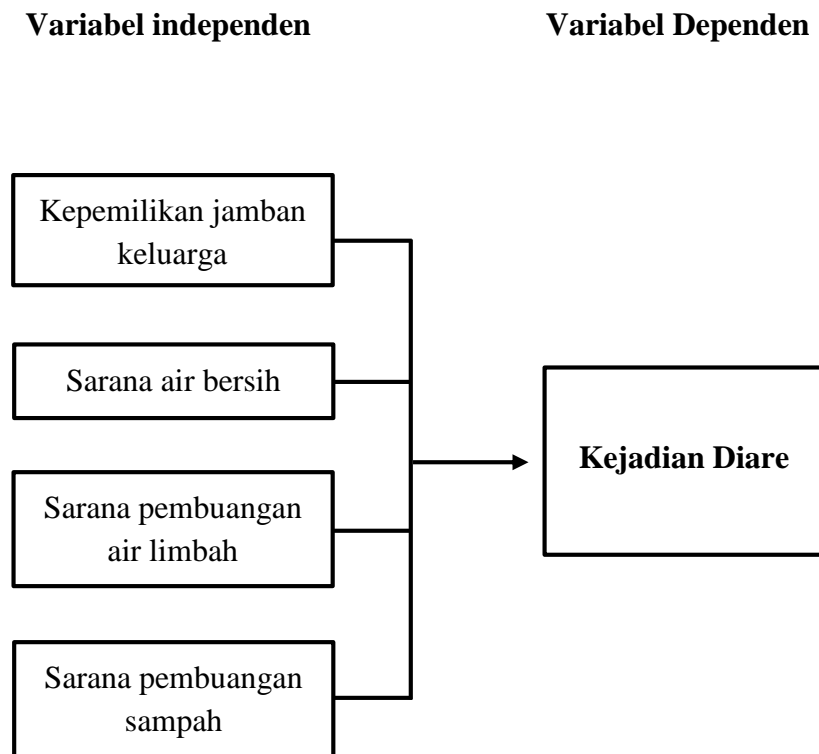 Variabel independen
Variabel Dependen
Kepemilikan jamban
keluarga
Sarana air bersih
Sarana pembuangan
air limbah
Sarana pembuangan
sampah
Kejadian Diare